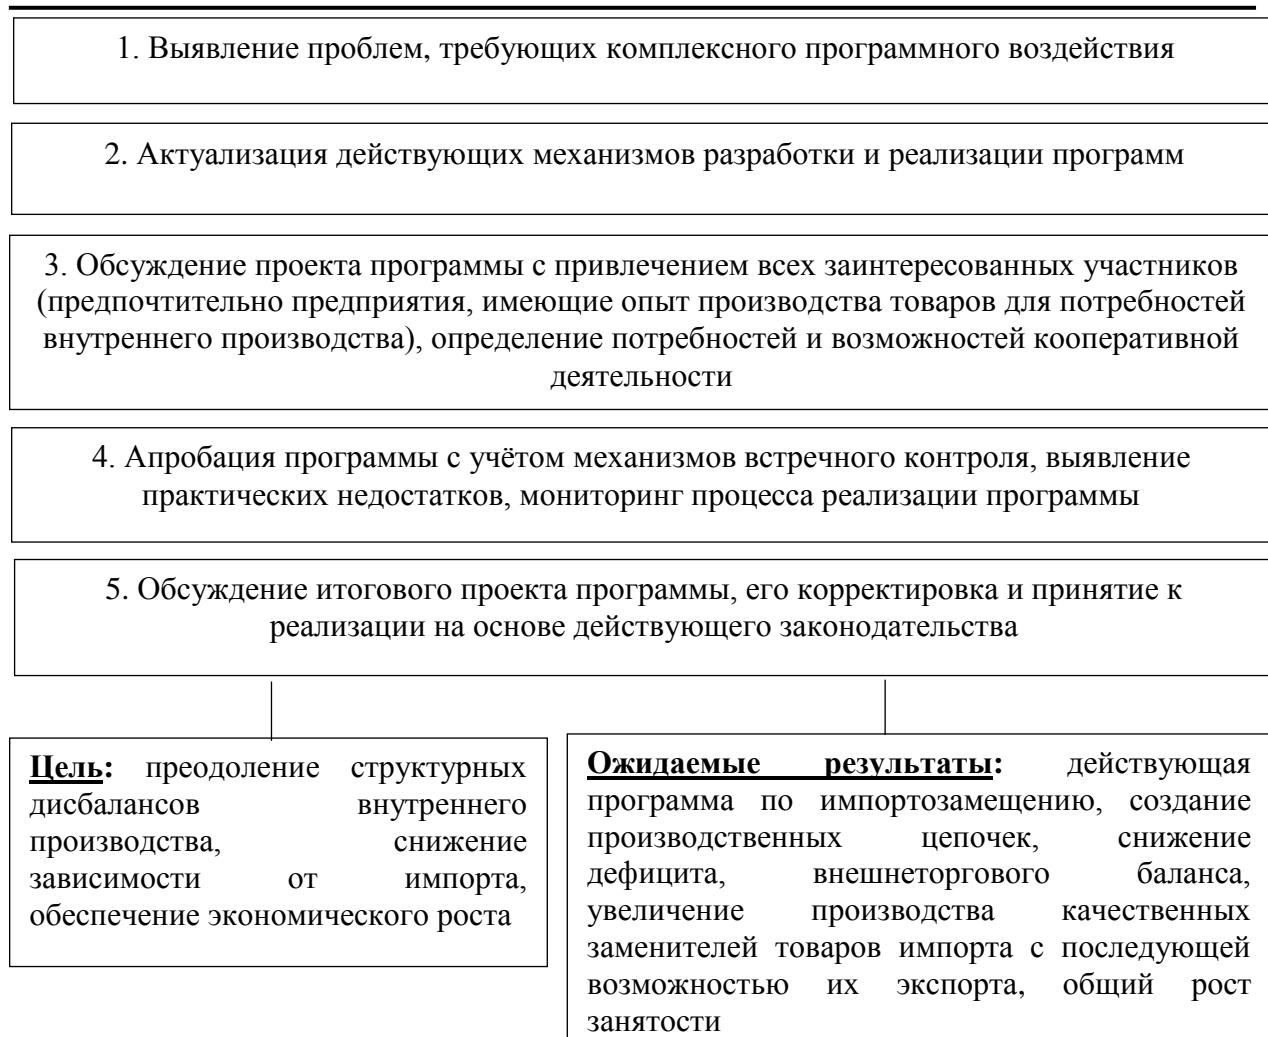 1. Выявление проблем, требующих комплексного программного воздействия
2. Актуализация действующих механизмов разработки и реализации программ
3. Обсуждение проекта программы с привлечением всех заинтересованных участников
(предпочтительно предприятия, имеющие опыт производства товаров для потребностей
внутреннего производства), определение потребностей и возможностей кооперативной
деятельности
4. Апробация программы с учётом механизмов встречного контроля, выявление
практических недостатков, мониторинг процесса реализации программы
5. Обсуждение итогового проекта программы, его корректировка и принятие к
реализации на основе действующего законодательства
Цель: преодоление структурных
дисбалансов внутреннего
производства, снижение
зависимости от импорта,
обеспечение экономического роста
Ожидаемые результаты: действующая
программа по импортозамещению, создание
производственных цепочек, снижение
дефицита, внешнеторгового баланса,
увеличение производства качественных
заменителей товаров импорта с последующей
возможностью их экспорта, общий рост
занятости